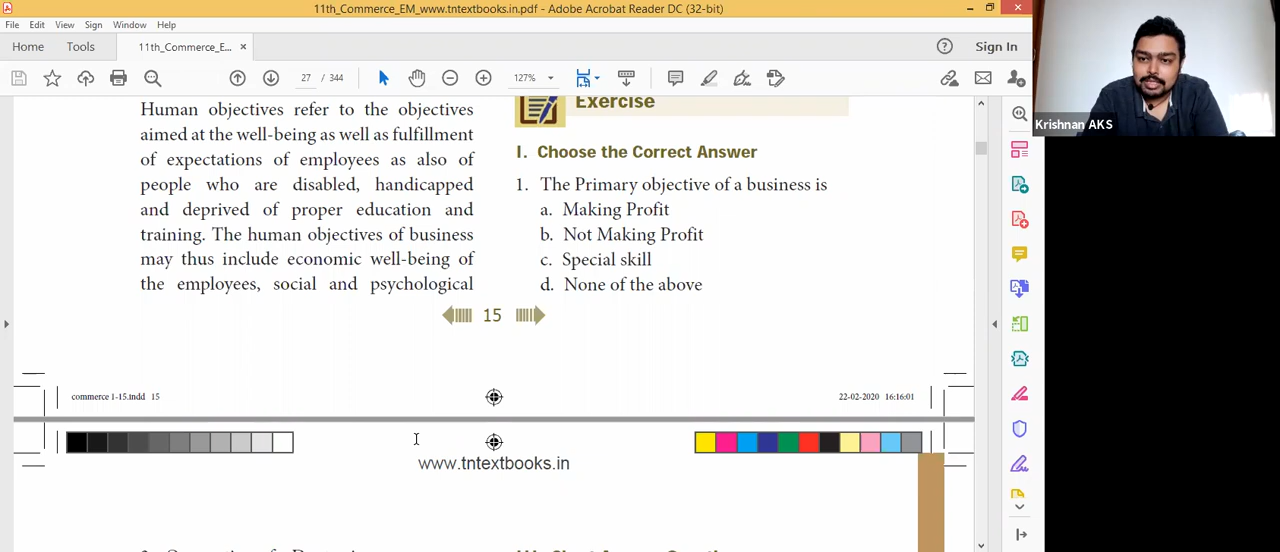 11th_Commerce_EM_www.tntextbooks.in.pdf - Adobe Acrobat Reader DC (32-bit)
File Edit View Sign Window Help
Home Tools 11th_Commerce_E... Sign In
27 / 344 127%
Krishnan AKS
Human objectives refer to the objectives
aimed at the well-being as well as fulfillment
of expectations of employees as also of
people who are disabled, handicapped
and deprived of proper education and
training. The human objectives of business
may thus include economic well-being of
the employees, social and psychological
Exercise
I. Choose the Correct Answer
1. The Primary objective of a business is
a. Making Profit
b. Not Making Profit
c. Special skill
d. None of the above
15
commerce 1-15.indd 15
22-02-2020 16:16:01
www.tntextbooks.in